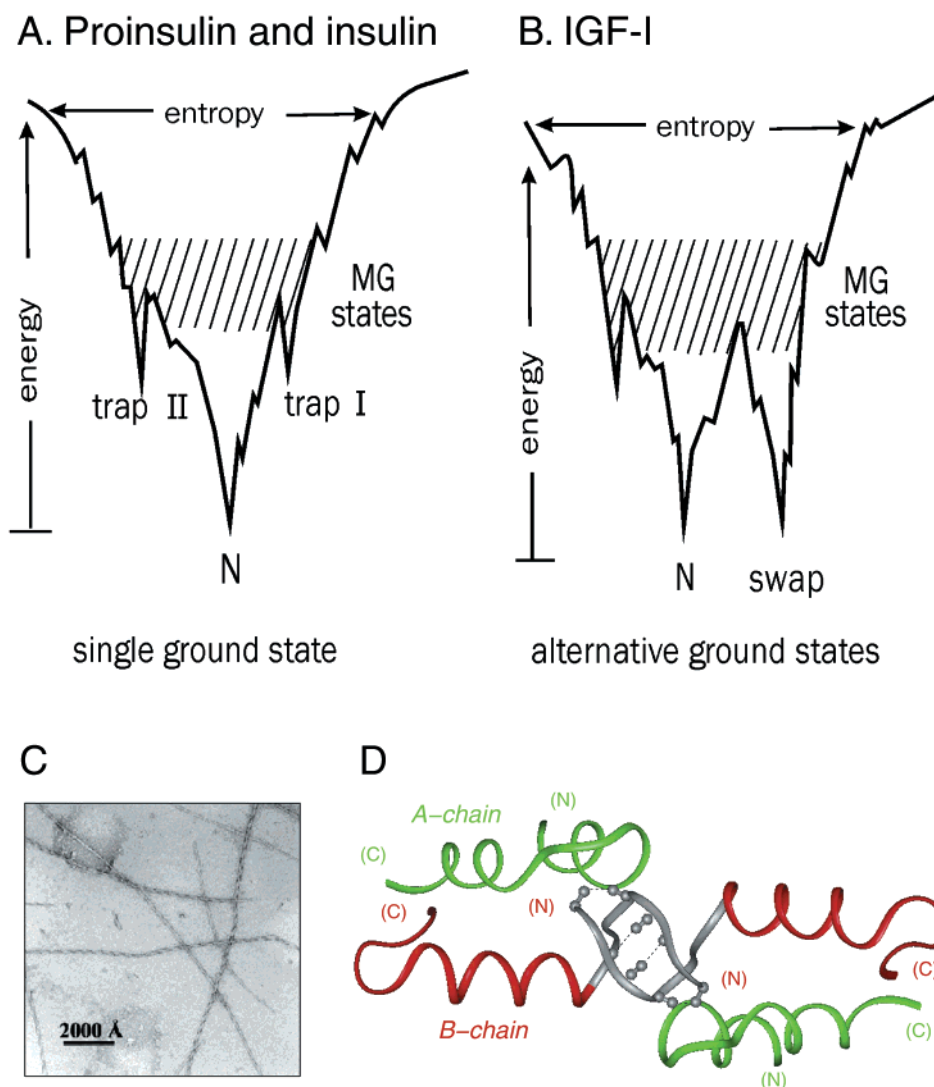 A. Proinsulin and insulin
entropy
energy
MG
states
trap II
trap I
N
single ground state
B. IGF-I
entropy
energy
MG
states
N
swap
alternative ground states
C
2000 Å
D
(N)
A-chain
(C)
(C)
(N)
B-chain
(N)
(C)
(C)
(N)